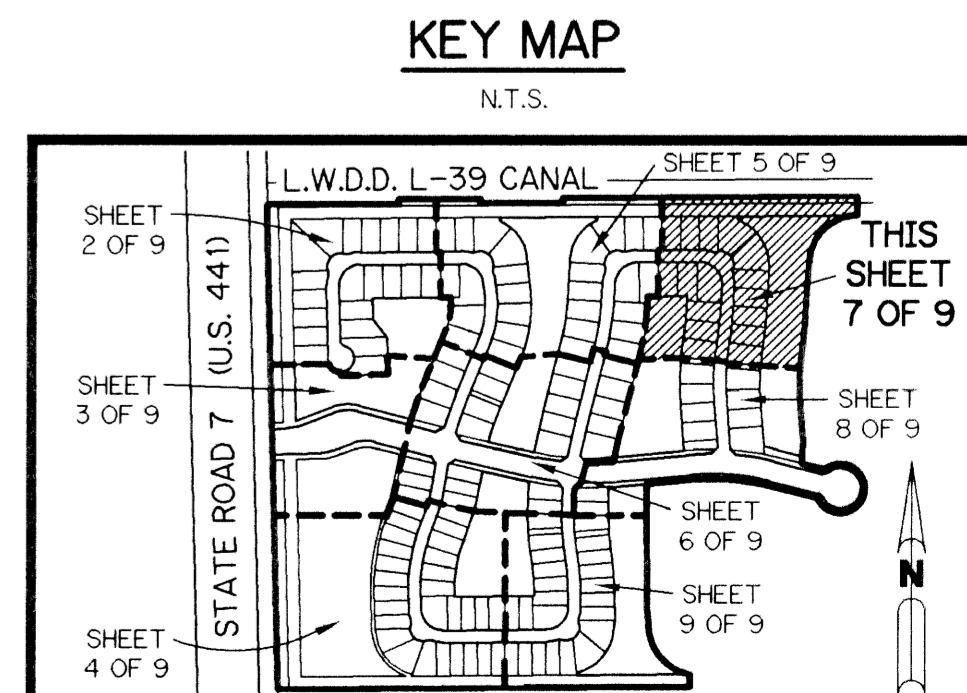 KEY MAP
N.T.S.
L.W.D.D. L-39 CANAL
SHEET 5 OF 9
SHEET
2 OF 9
THIS
SHEET
7 OF 9
STATE ROAD 7 (U.S. 441)
SHEET
3 OF 9
SHEET
8 OF 9
SHEET
6 OF 9
N
SHEET
9 OF 9
SHEET
4 OF 9